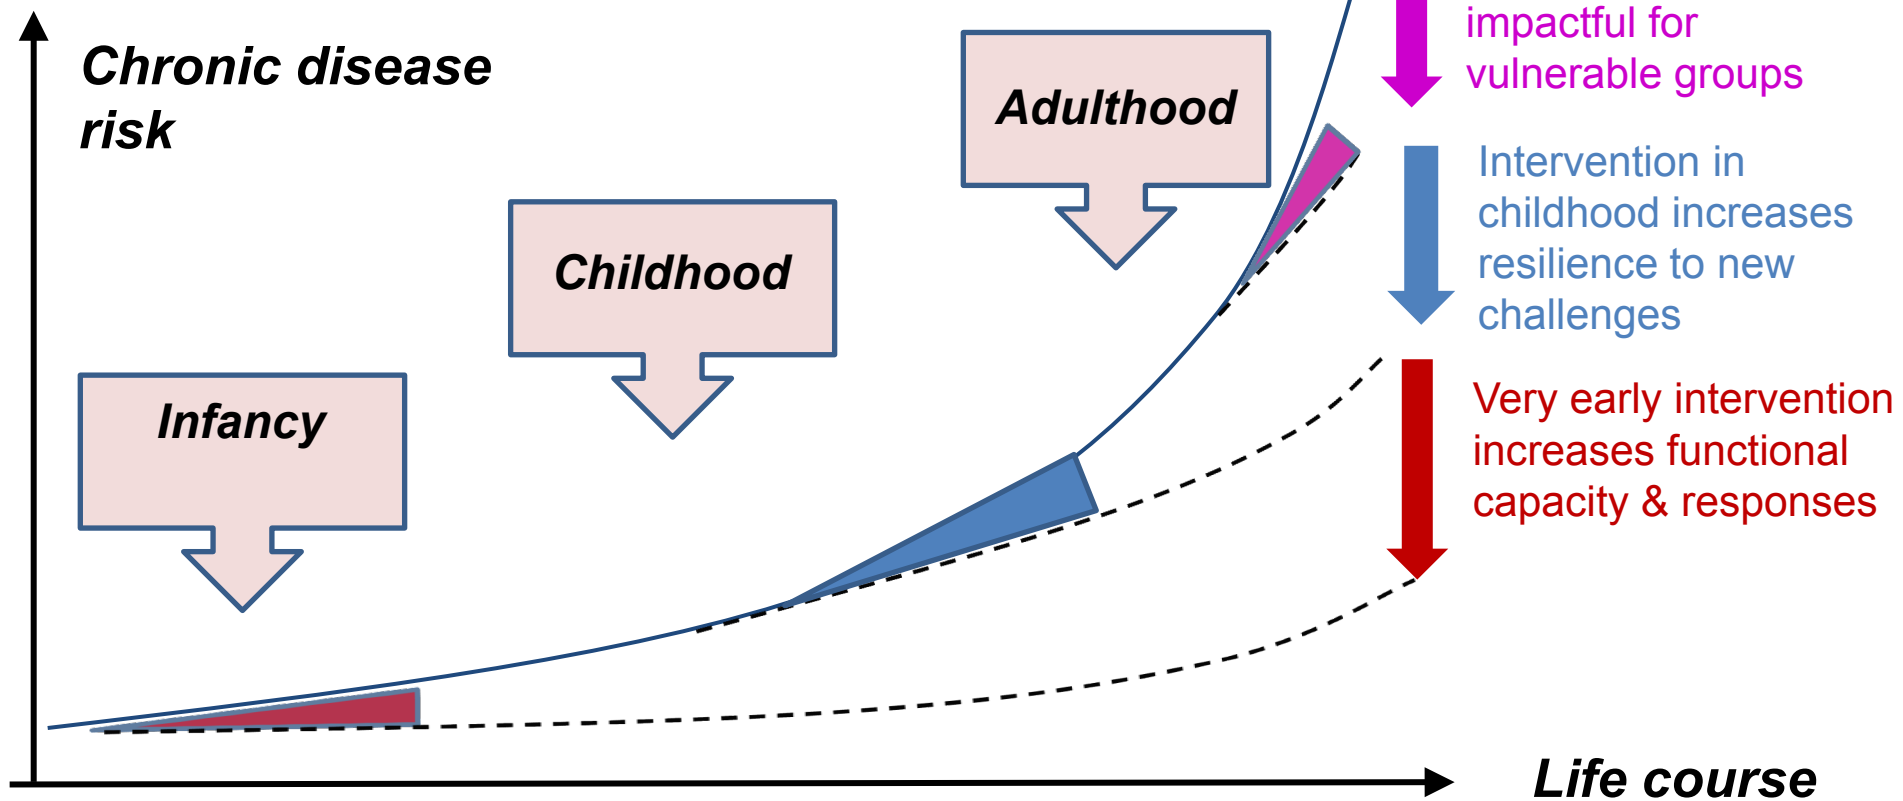 Chronic disease
risk
impactful for
vulnerable groups
Adulthood
Intervention in
childhood increases
resilience to new
challenges
Childhood
Infancy
Very early intervention
increases functional
capacity & responses
Life course